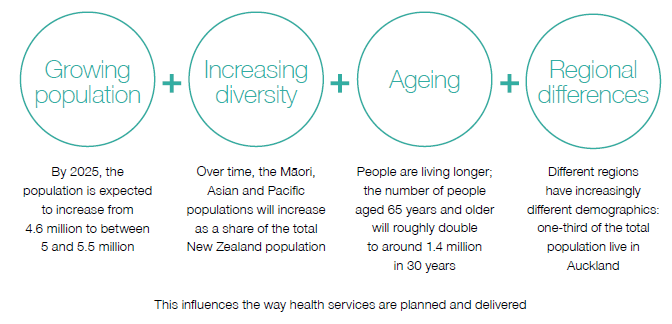 Growing
population
+
Increasing
diversity
+
Ageing
+
Regional
differences
By 2025, the
population is expected
to increase from
4.6 million to between
5 and 5.5 million
Over time, the Māori,
Asian and Pacific
populations will increase
as a share of the total
New Zealand population
People are living longer;
the number of people
aged 65 years and older
will roughly double
to around 1.4 million
in 30 years
Different regions
have increasingly
different demographics:
one-third of the total
population live in
Auckland
This influences the way health services are planned and delivered